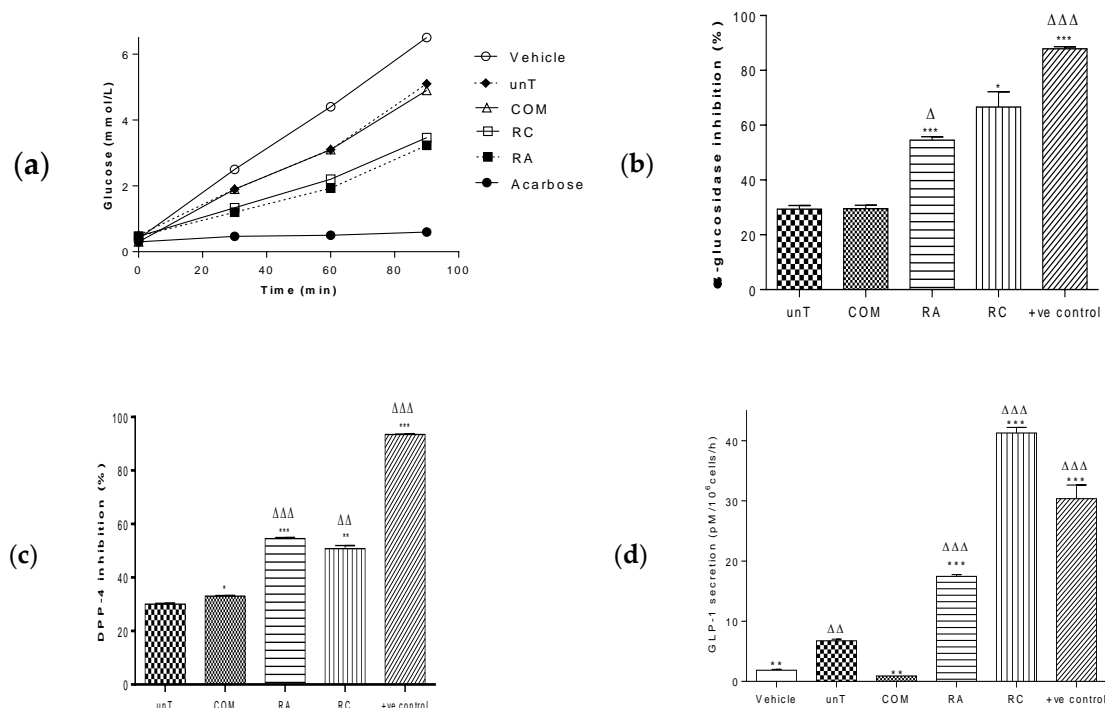 (a)
Glucose (mmol/L)
6
4
2
0
0 20 40 60 80 100
Time (min)
Vehicle
unT
COM
RC
RA
Acarbose
(b)
-glucosidase inhibition (%)
100
80
60
40
20
0
Δ
***
*
ΔΔΔ
***
unT COM RA RC +ve control
(c)
DPP-4 inhibition (%)
100
80
60
40
20
0
*
ΔΔΔ
***
ΔΔ
**
ΔΔΔ
***
unT COM RA RC +ve control
(d)
GLP-1 secretion (pM/10⁶cells/h)
40
30
20
10
0
**
ΔΔ
**
ΔΔΔ
***
ΔΔΔ
***
ΔΔΔ
***
Vehicle unT COM RA RC +ve control